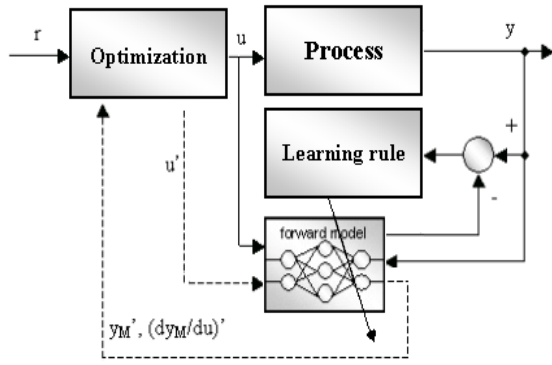 r
Optimization
u
Process
y
Learning rule
+
-
u'
forward model
yM', (dyM/du)'